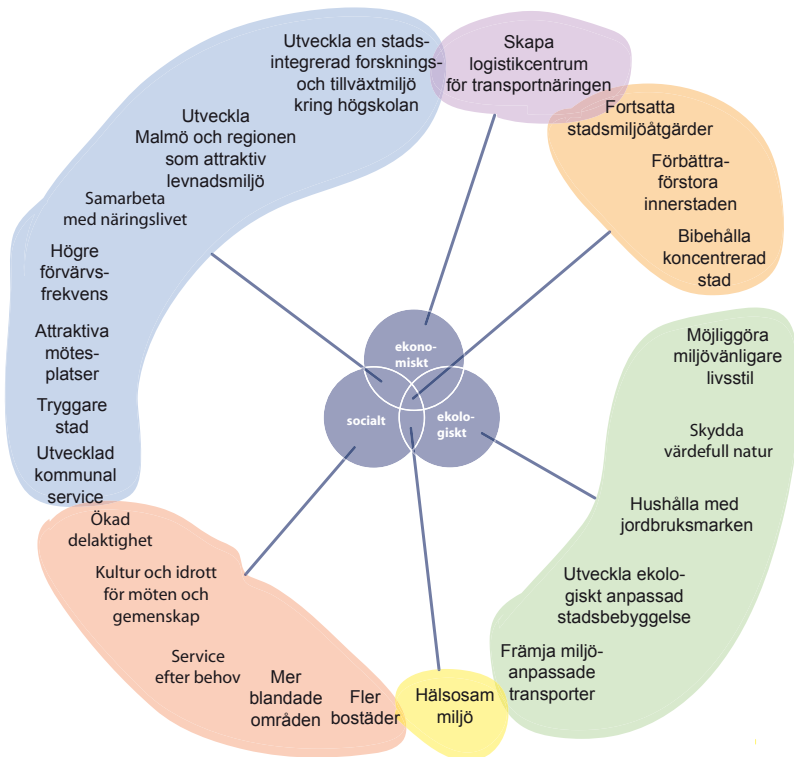 Utveckla en stads-
integrerad forsknings-
och tillväxtmiljö
kring högskolan
Utveckla
Malmö och regionen
som attraktiv
levnadsmiljö
Samarbeta
med näringslivet
Högre
förvärvs-
frekvens
Attraktiva
mötes-
platser
Tryggare
stad
Utvecklad
kommunal
service
Skapa
logistikcentrum
för transportnäringen
Fortsatta
stadsmiljöåtgärder
Förbättra-
förstora
innerstaden
Bibehålla
koncentrerad
stad
ekono-
miskt
socialt
ekolo-
giskt
Möjliggöra
miljövänligare
livsstil
Skydda
värdefull natur
Hushålla med
jordbruksmarken
Utveckla ekolo-
giskt anpassad
stadsbebyggelse
Främja miljö-
anpassade
transporter
Hälsosam
miljö
Ökad
delaktighet
Kultur och idrott
för möten och
gemenskap
Service
efter behov
Mer
blandade
områden
Fler
bostäder